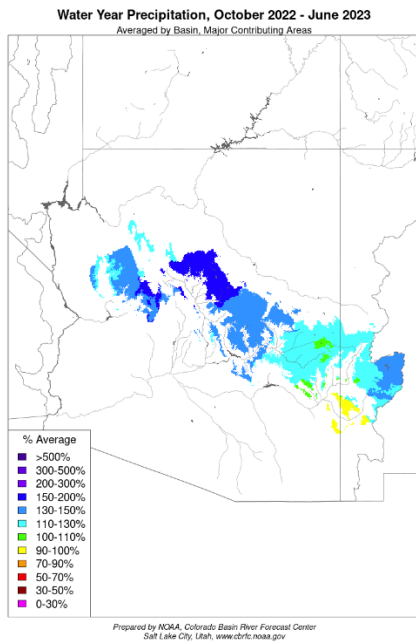 Water Year Precipitation, October 2022 - June 2023
Averaged by Basin, Major Contributing Areas
% Average
>500%
300-500%
200-300%
150-200%
130-150%
110-130%
100-110%
90-100%
70-90%
50-70%
30-50%
0-30%
Prepared by NOAA, Colorado Basin River Forecast Center
Salt Lake City, Utah, www.cbrfc.noaa.gov